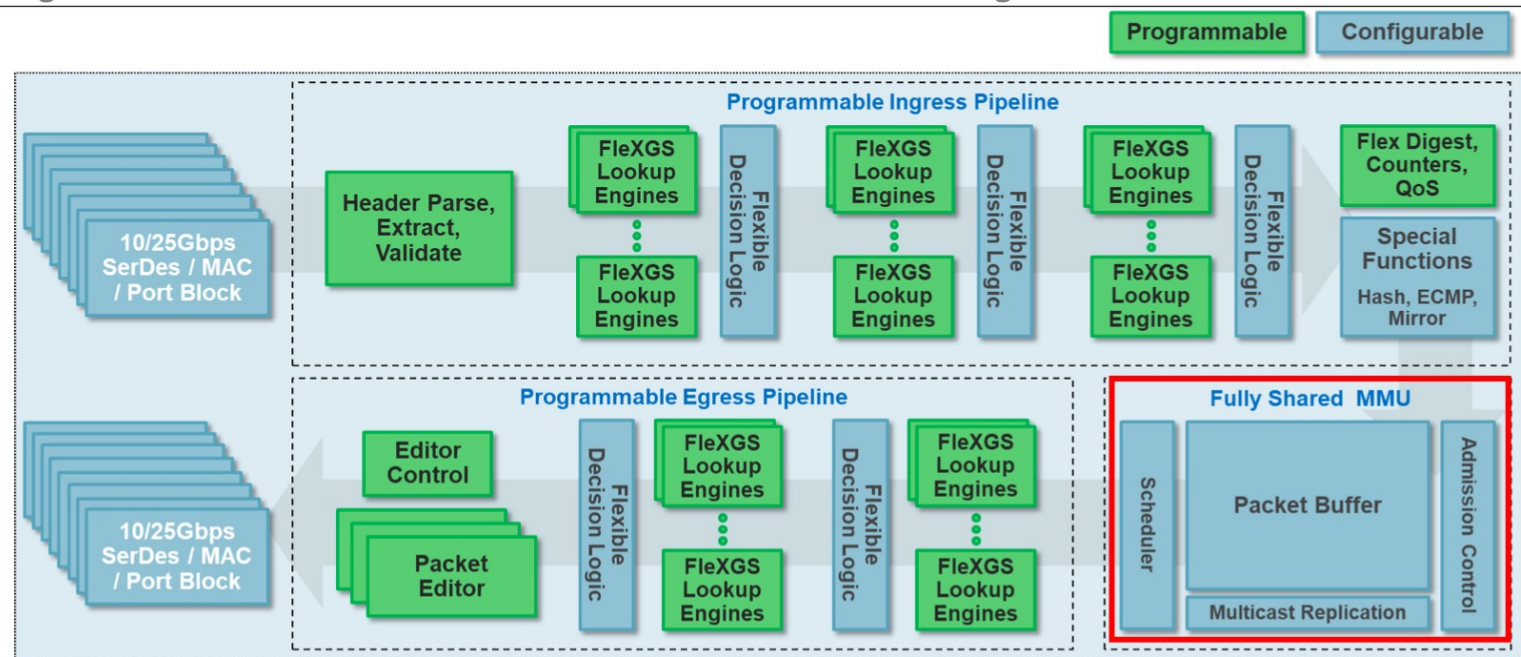 Programmable
Configurable
Programmable Ingress Pipeline
10/25Gbps
SerDes / MAC
/ Port Block
Header Parse,
Extract,
Validate
FleXGS
Lookup
Engines
FleXGS
Lookup
Engines
Flexible
Decision Logic
FleXGS
Lookup
Engines
FleXGS
Lookup
Engines
Flexible
Decision Logic
FleXGS
Lookup
Engines
FleXGS
Lookup
Engines
Flexible
Decision Logic
Flex Digest,
Counters,
QoS
Special
Functions
Hash, ECMP,
Mirror
Programmable Egress Pipeline
10/25Gbps
SerDes / MAC
/ Port Block
Editor
Control
Packet
Editor
Flexible
Decision Logic
FleXGS
Lookup
Engines
FleXGS
Lookup
Engines
Flexible
Decision Logic
FleXGS
Lookup
Engines
FleXGS
Lookup
Engines
Fully Shared MMU
Scheduler
Packet Buffer
Multicast Replication
Admission Control